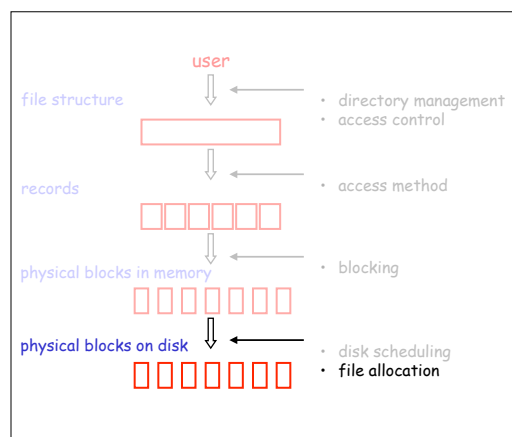 user
file structure
• directory management
• access control
• access method
records
• blocking
physical blocks in memory
physical blocks on disk
• disk scheduling
• file allocation